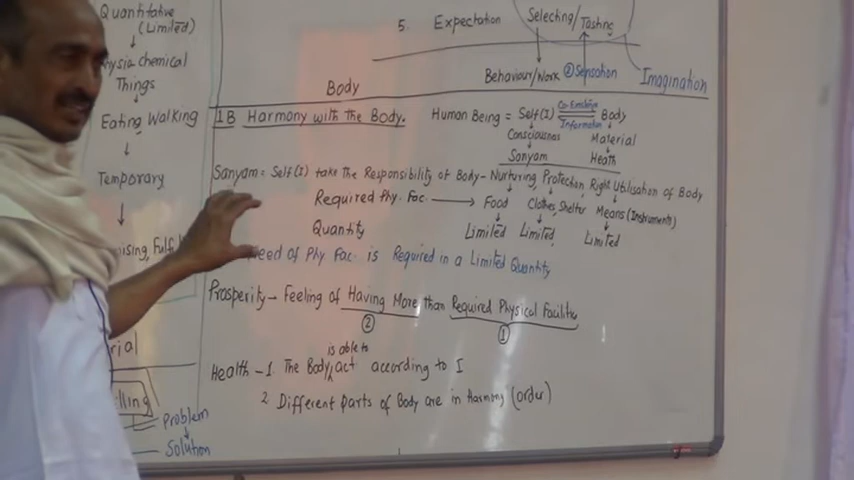 Quantitative
(Limited)
Physio chemical
Things
Eating, Walking
Temporary
Problem
Solution
5. Expectation
Selecting/Tasting
Behaviour/Work
② Sensation
Imagination
Body
1B Harmony with the Body.
Human Being = Self(I) Co-Existence Body
Information
Consciousness Material
Sanyam Heath
Sanyam = Self(I) take the Responsibility of Body - Nurturing, Protection, Right Utilisation of Body
Required Phy. Fac. → Food Clothes, Shelter Means (Instruments)
Quantity Limited Limited Limited
Need of Phy Fac. is Required in a Limited Quantity
Prosperity - Feeling of Having More than Required Physical Facilities
② ①
is able to
Health - 1. The Body act according to I
2 Different parts of Body are in Harmony (order)